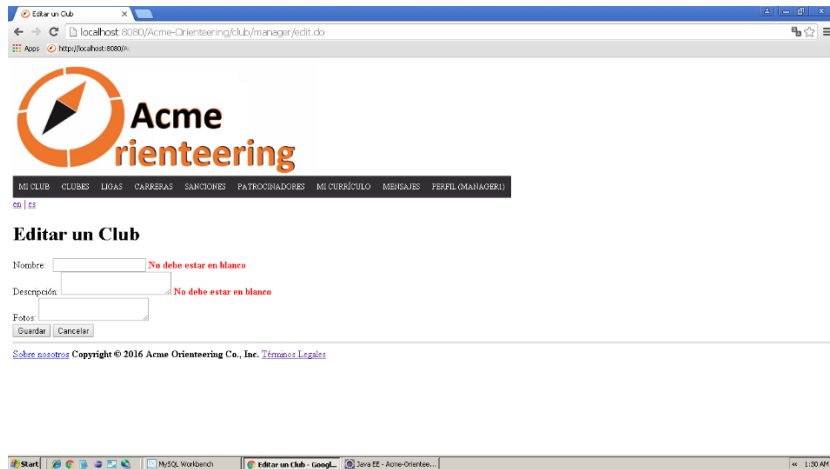 Editar un Club
localhost:8080/Acme-Orienteering/club/manager/edit.do
Apps http://localhost:8080/A
Acme
rienteering
MI CLUB CLUBES LIGAS CARRERAS SANCIONES PATROCINADORES MI CURRÍCULO MENSAJES PERFIL (MANAGER1)
en | es
Editar un Club
Nombre: No debe estar en blanco
Descripción: No debe estar en blanco
Fotos:
Guardar Cancelar
Sobre nosotros Copyright © 2016 Acme Orienteering Co., Inc. Términos Legales
Start MySQL Workbench Editar un Club - Googl... Java EE - Acme-Orientee... 1:30 AM